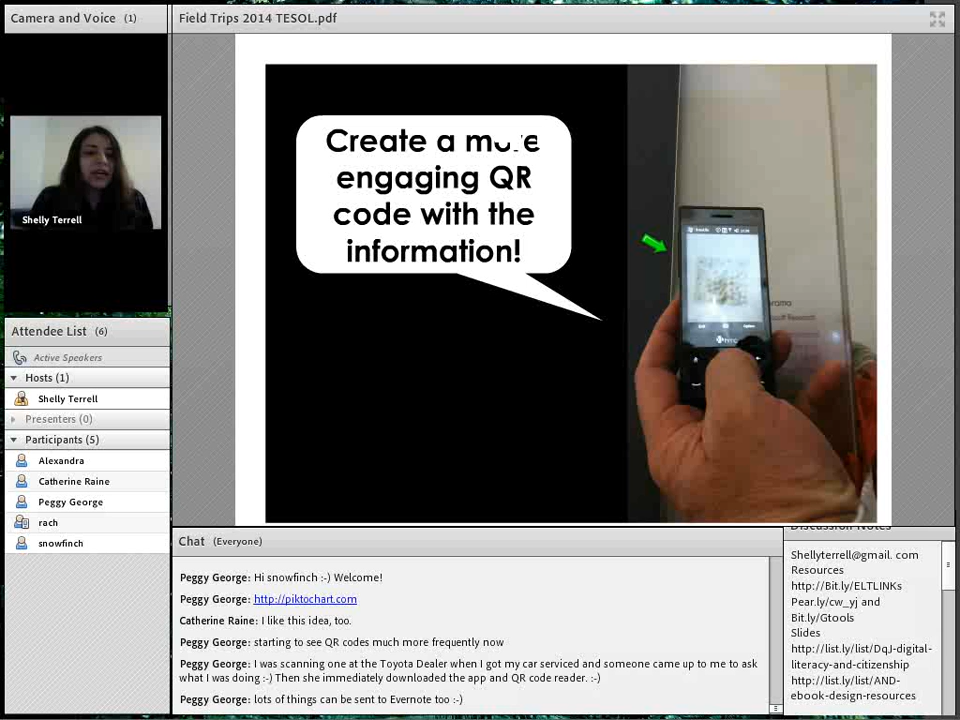 Camera and Voice (1)
Field Trips 2014 TESOL.pdf
Shelly Terrell
Create a more
engaging QR
code with the
information!
Attendee List (6)
Active Speakers
Hosts (1)
Shelly Terrell
Presenters (0)
Participants (5)
Alexandra
Catherine Raine
Peggy George
rach
snowfinch
Chat (Everyone)
Peggy George: Hi snowfinch :-) Welcome!
Peggy George: http://piktochart.com
Catherine Raine: I like this idea, too.
Peggy George: starting to see QR codes much more frequently now
Peggy George: I was scanning one at the Toyota Dealer when I got my car serviced and someone came up to me to ask
what I was doing :-) Then she immediately downloaded the app and QR code reader. :-)
Peggy George: lots of things can be sent to Evernote too :-)
Discussion Notes
Shellyterrell@gmail. com
Resources
http://Bit.ly/ELTLINKs
Pear.ly/cw_yj and
Bit.ly/Gtools
Slides
http://list.ly/list/DqJ-digital-
literacy-and-citizenship
http://list.ly/list/AND-
ebook-design-resources